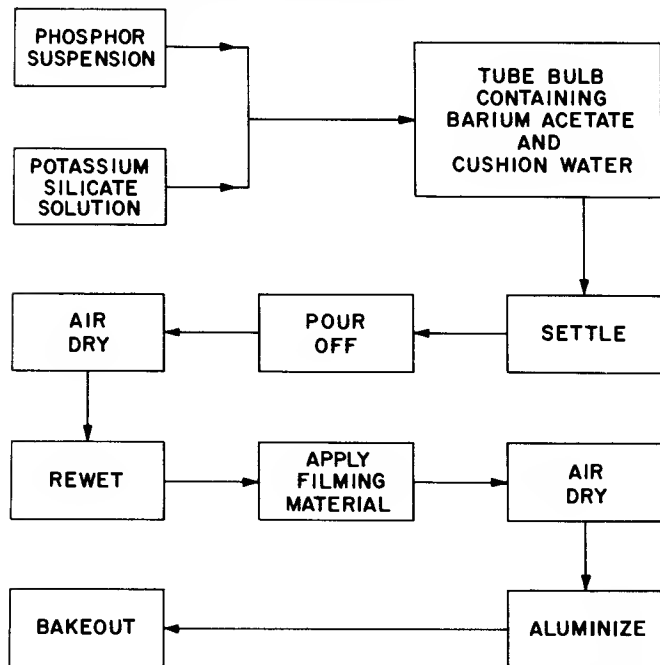 PHOSPHOR
SUSPENSION
POTASSIUM
SILICATE
SOLUTION
TUBE BULB
CONTAINING
BARIUM ACETATE
AND
CUSHION WATER
AIR
DRY
POUR
OFF
SETTLE
REWET
APPLY
FILMING
MATERIAL
AIR
DRY
BAKEOUT
ALUMINIZE